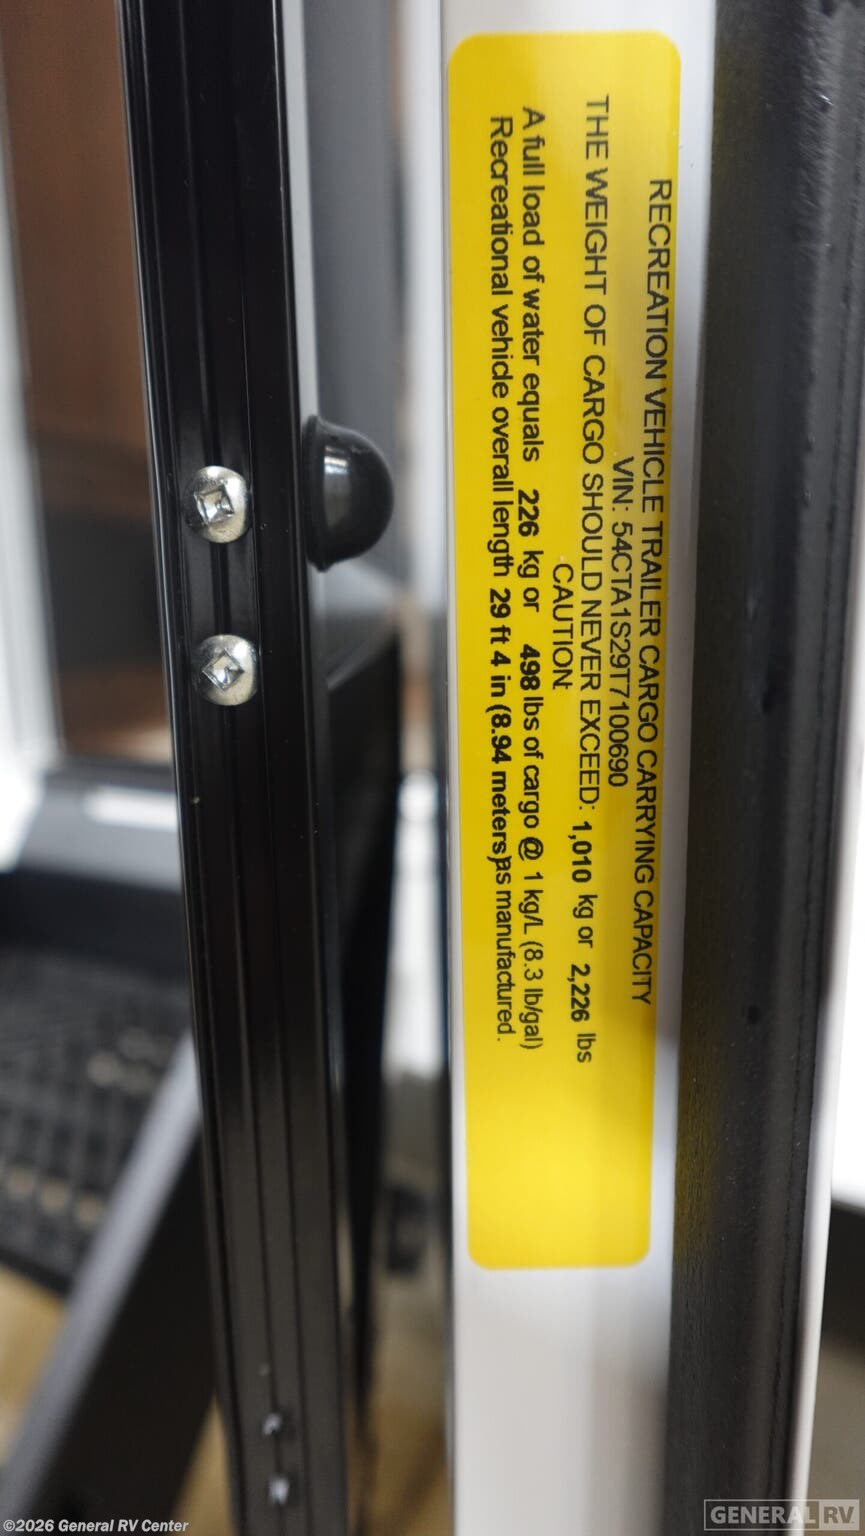 RECREATION VEHICLE TRAILER CARGO CARRYING CAPACITY
VIN: 54CTA1S29T7100690
THE WEIGHT OF CARGO SHOULD NEVER EXCEED: 1,010 kg or 2,226 lbs
CAUTION:
A full load of water equals 226 kg or 498 lbs of cargo @ 1 kg/L (8.3 lb/gal)
Recreational vehicle overall length 29 ft 4 in (8.94 meters)as manufactured.
©2026 General RV Center
GENERAL RV